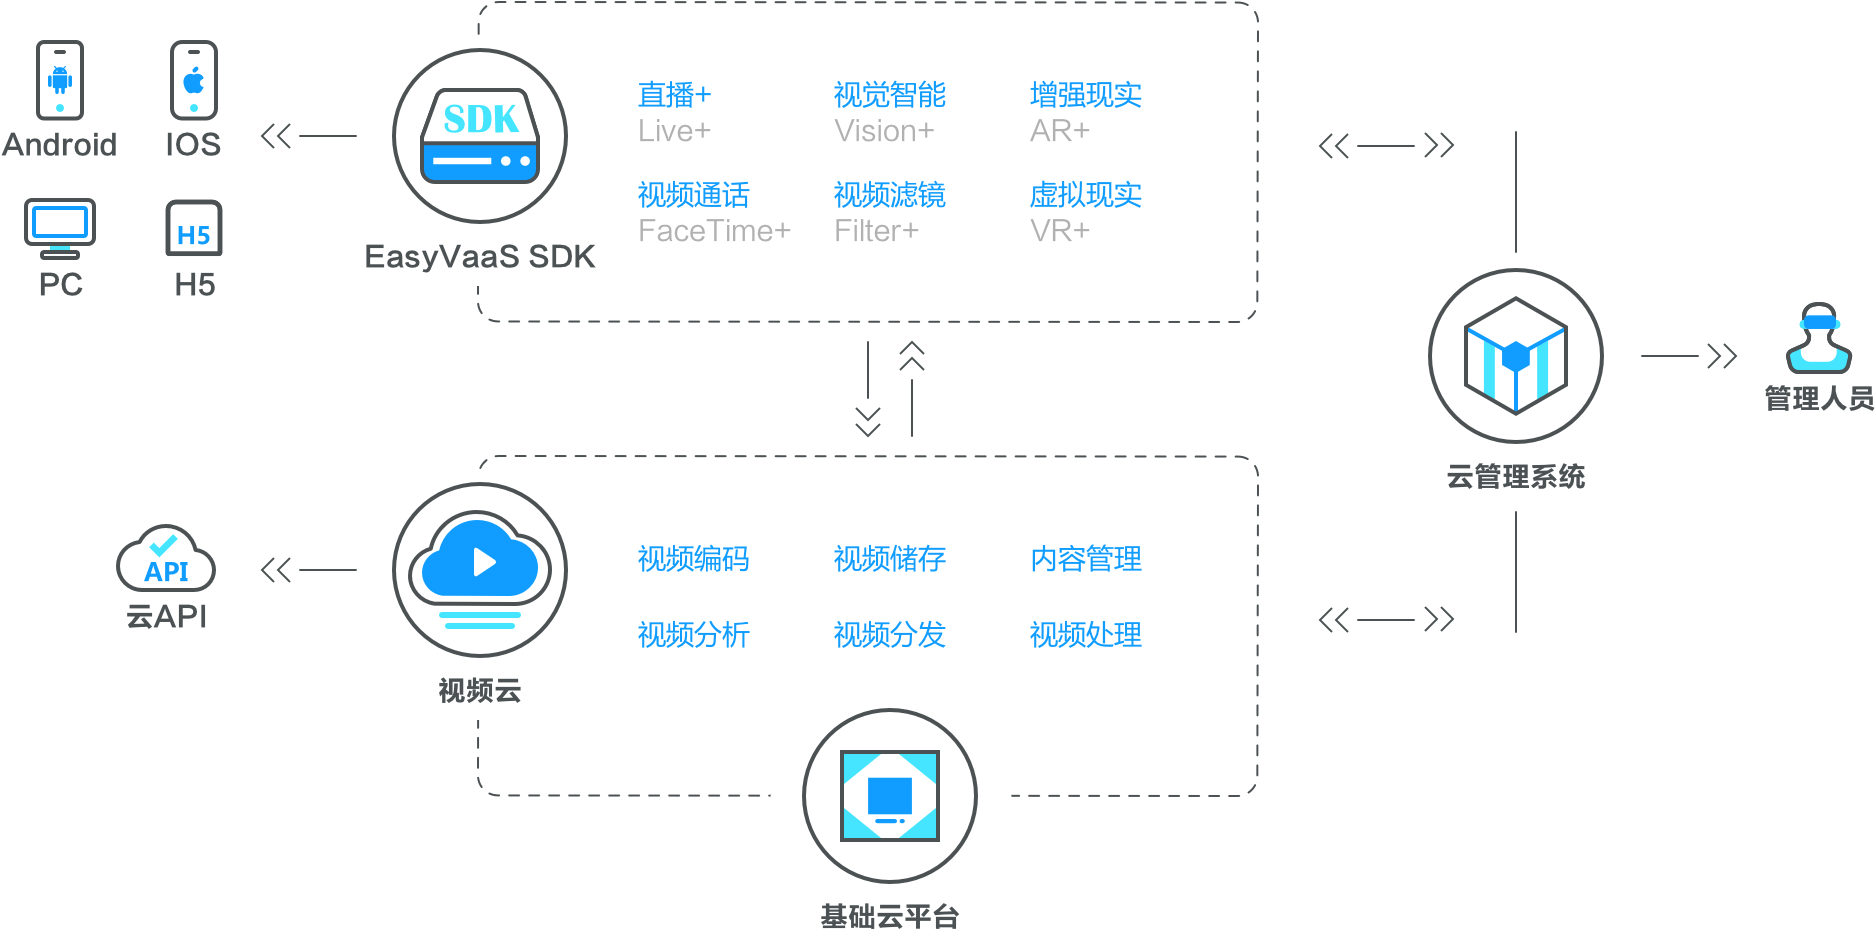 Android
IOS
PC
H5
H5
SDK
EasyVaaS SDK
直播+
Live+
视觉智能
Vision+
增强现实
AR+
视频通话
FaceTime+
视频滤镜
Filter+
虚拟现实
VR+
云管理系统
管理人员
API
云API
视频云
视频编码
视频储存
内容管理
视频分析
视频分发
视频处理
基础云平台